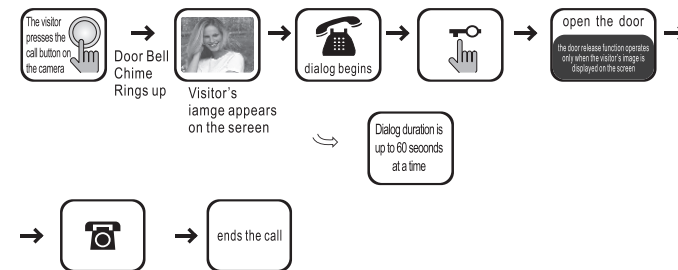 The visitor
presses the
call button on
the camera
Door Bell
Chime
Rings up
Visitor's
iamge appears
on the sereen
dialog begins
open the door
the door release function operates
only when the visitor's image is
displayed on the screen
Dialog duration is
up to 60 seoonds
at a time
ends the call